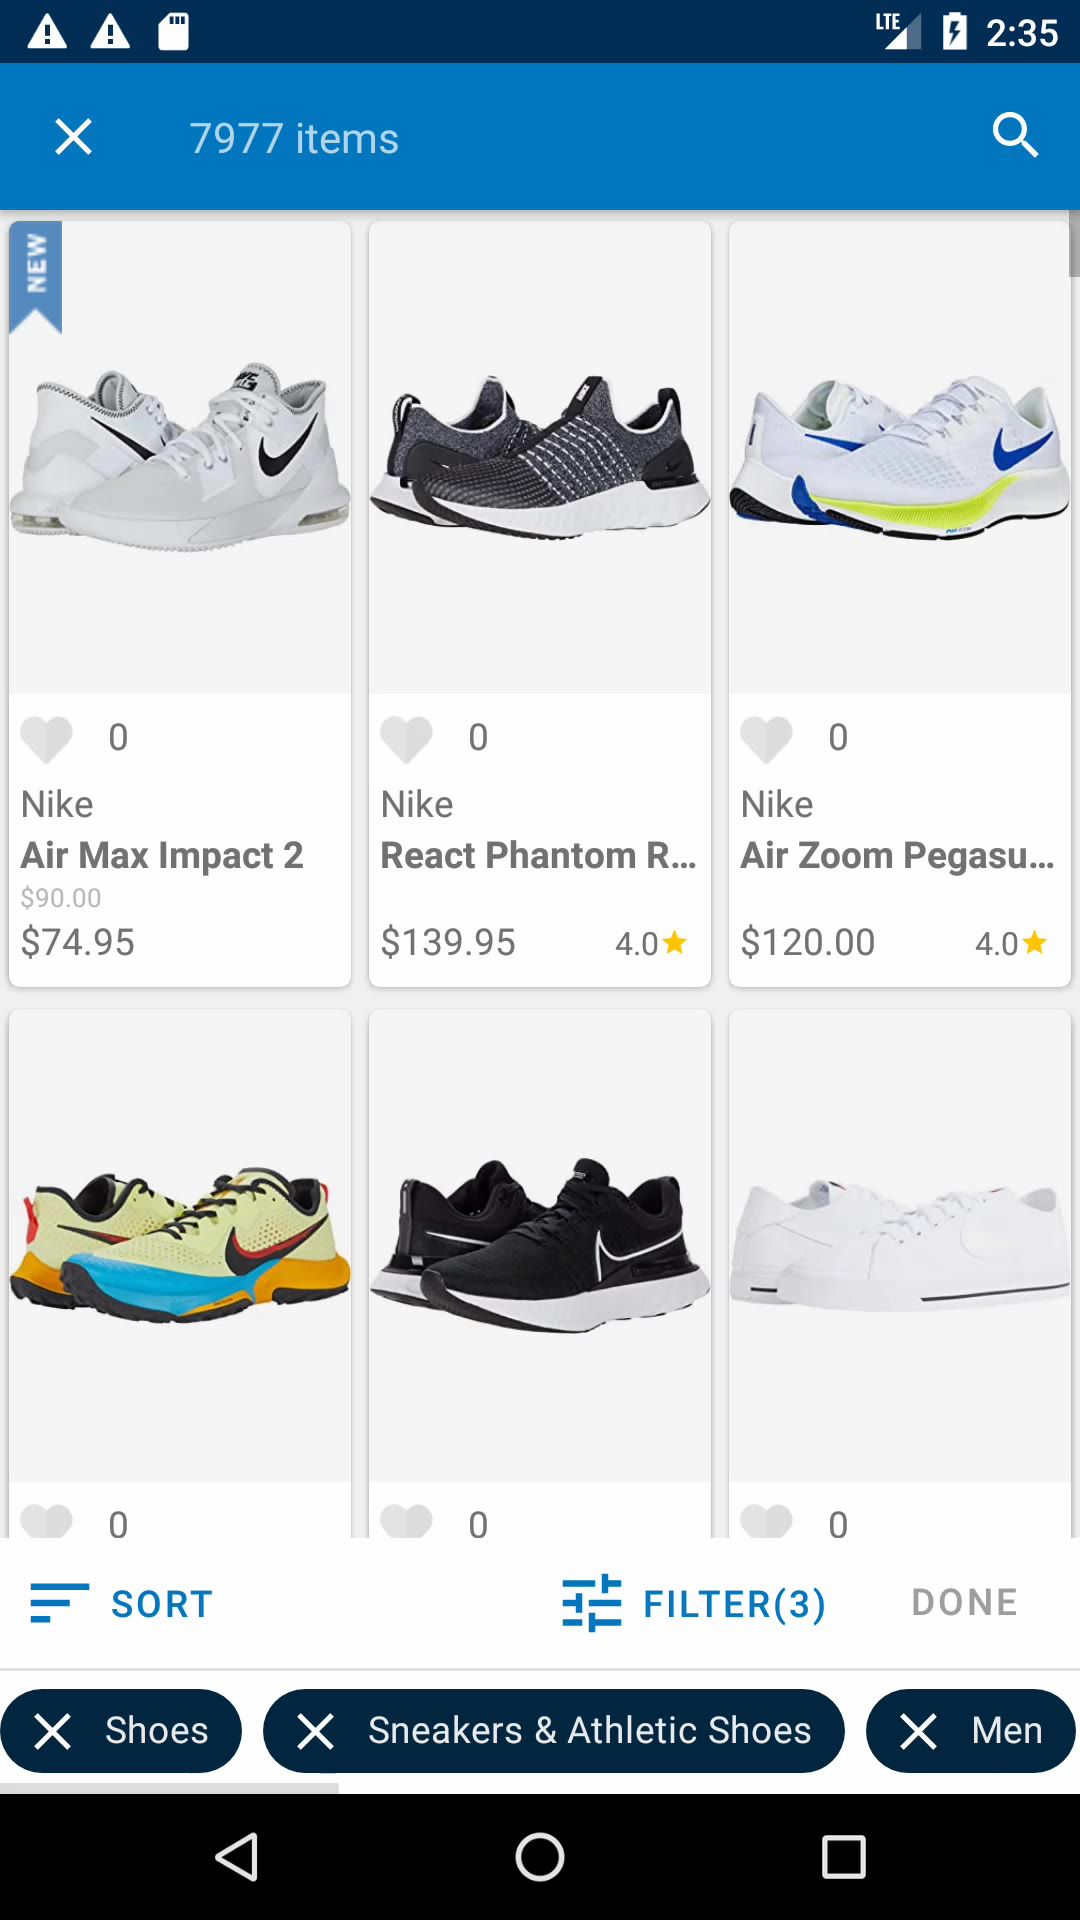 LTE 2:35
7977 items
NEW
0
Nike
Air Max Impact 2
$90.00
$74.95
0
Nike
React Phantom R...
$139.95 4.0
0
Nike
Air Zoom Pegasu...
$120.00 4.0
0
0
0
SORT
FILTER(3)
DONE
Shoes
Sneakers & Athletic Shoes
Men